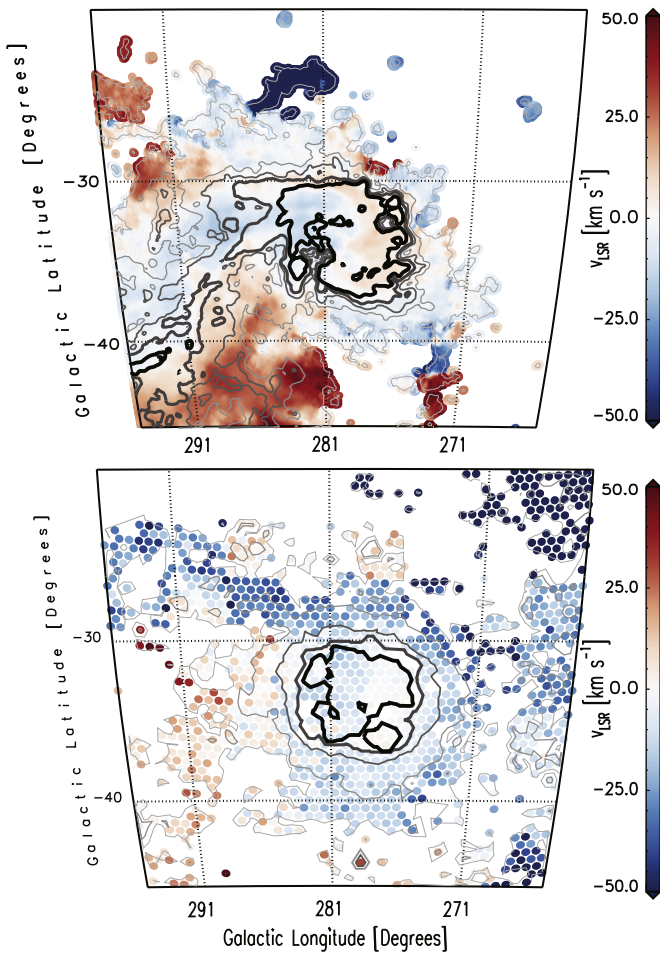 50.0
25.0
0.0
-25.0
-50.0
v_LSR [km s⁻¹]
Galactic Latitude [Degrees]
-30
-40
291 281 271
50.0
25.0
0.0
-25.0
-50.0
v_LSR [km s⁻¹]
Galactic Latitude [Degrees]
-30
-40
291 281 271
Galactic Longitude [Degrees]